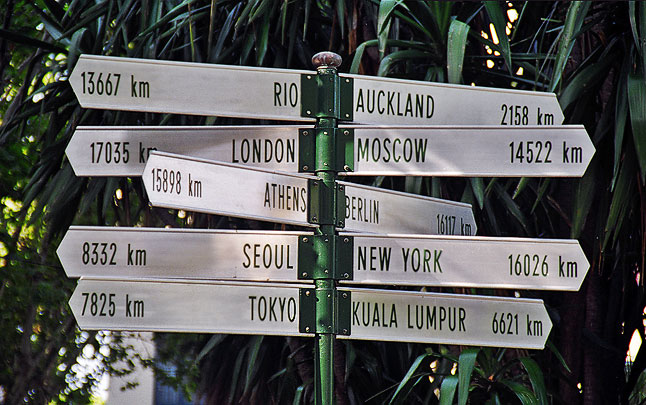 13667 km RIO
AUCKLAND 2158 km
17035 km LONDON
MOSCOW 14522 km
15898 km ATHENS
BERLIN 16117 km
8332 km SEOUL
NEW YORK 16026 km
7825 km TOKYO
KUALA LUMPUR 6621 km